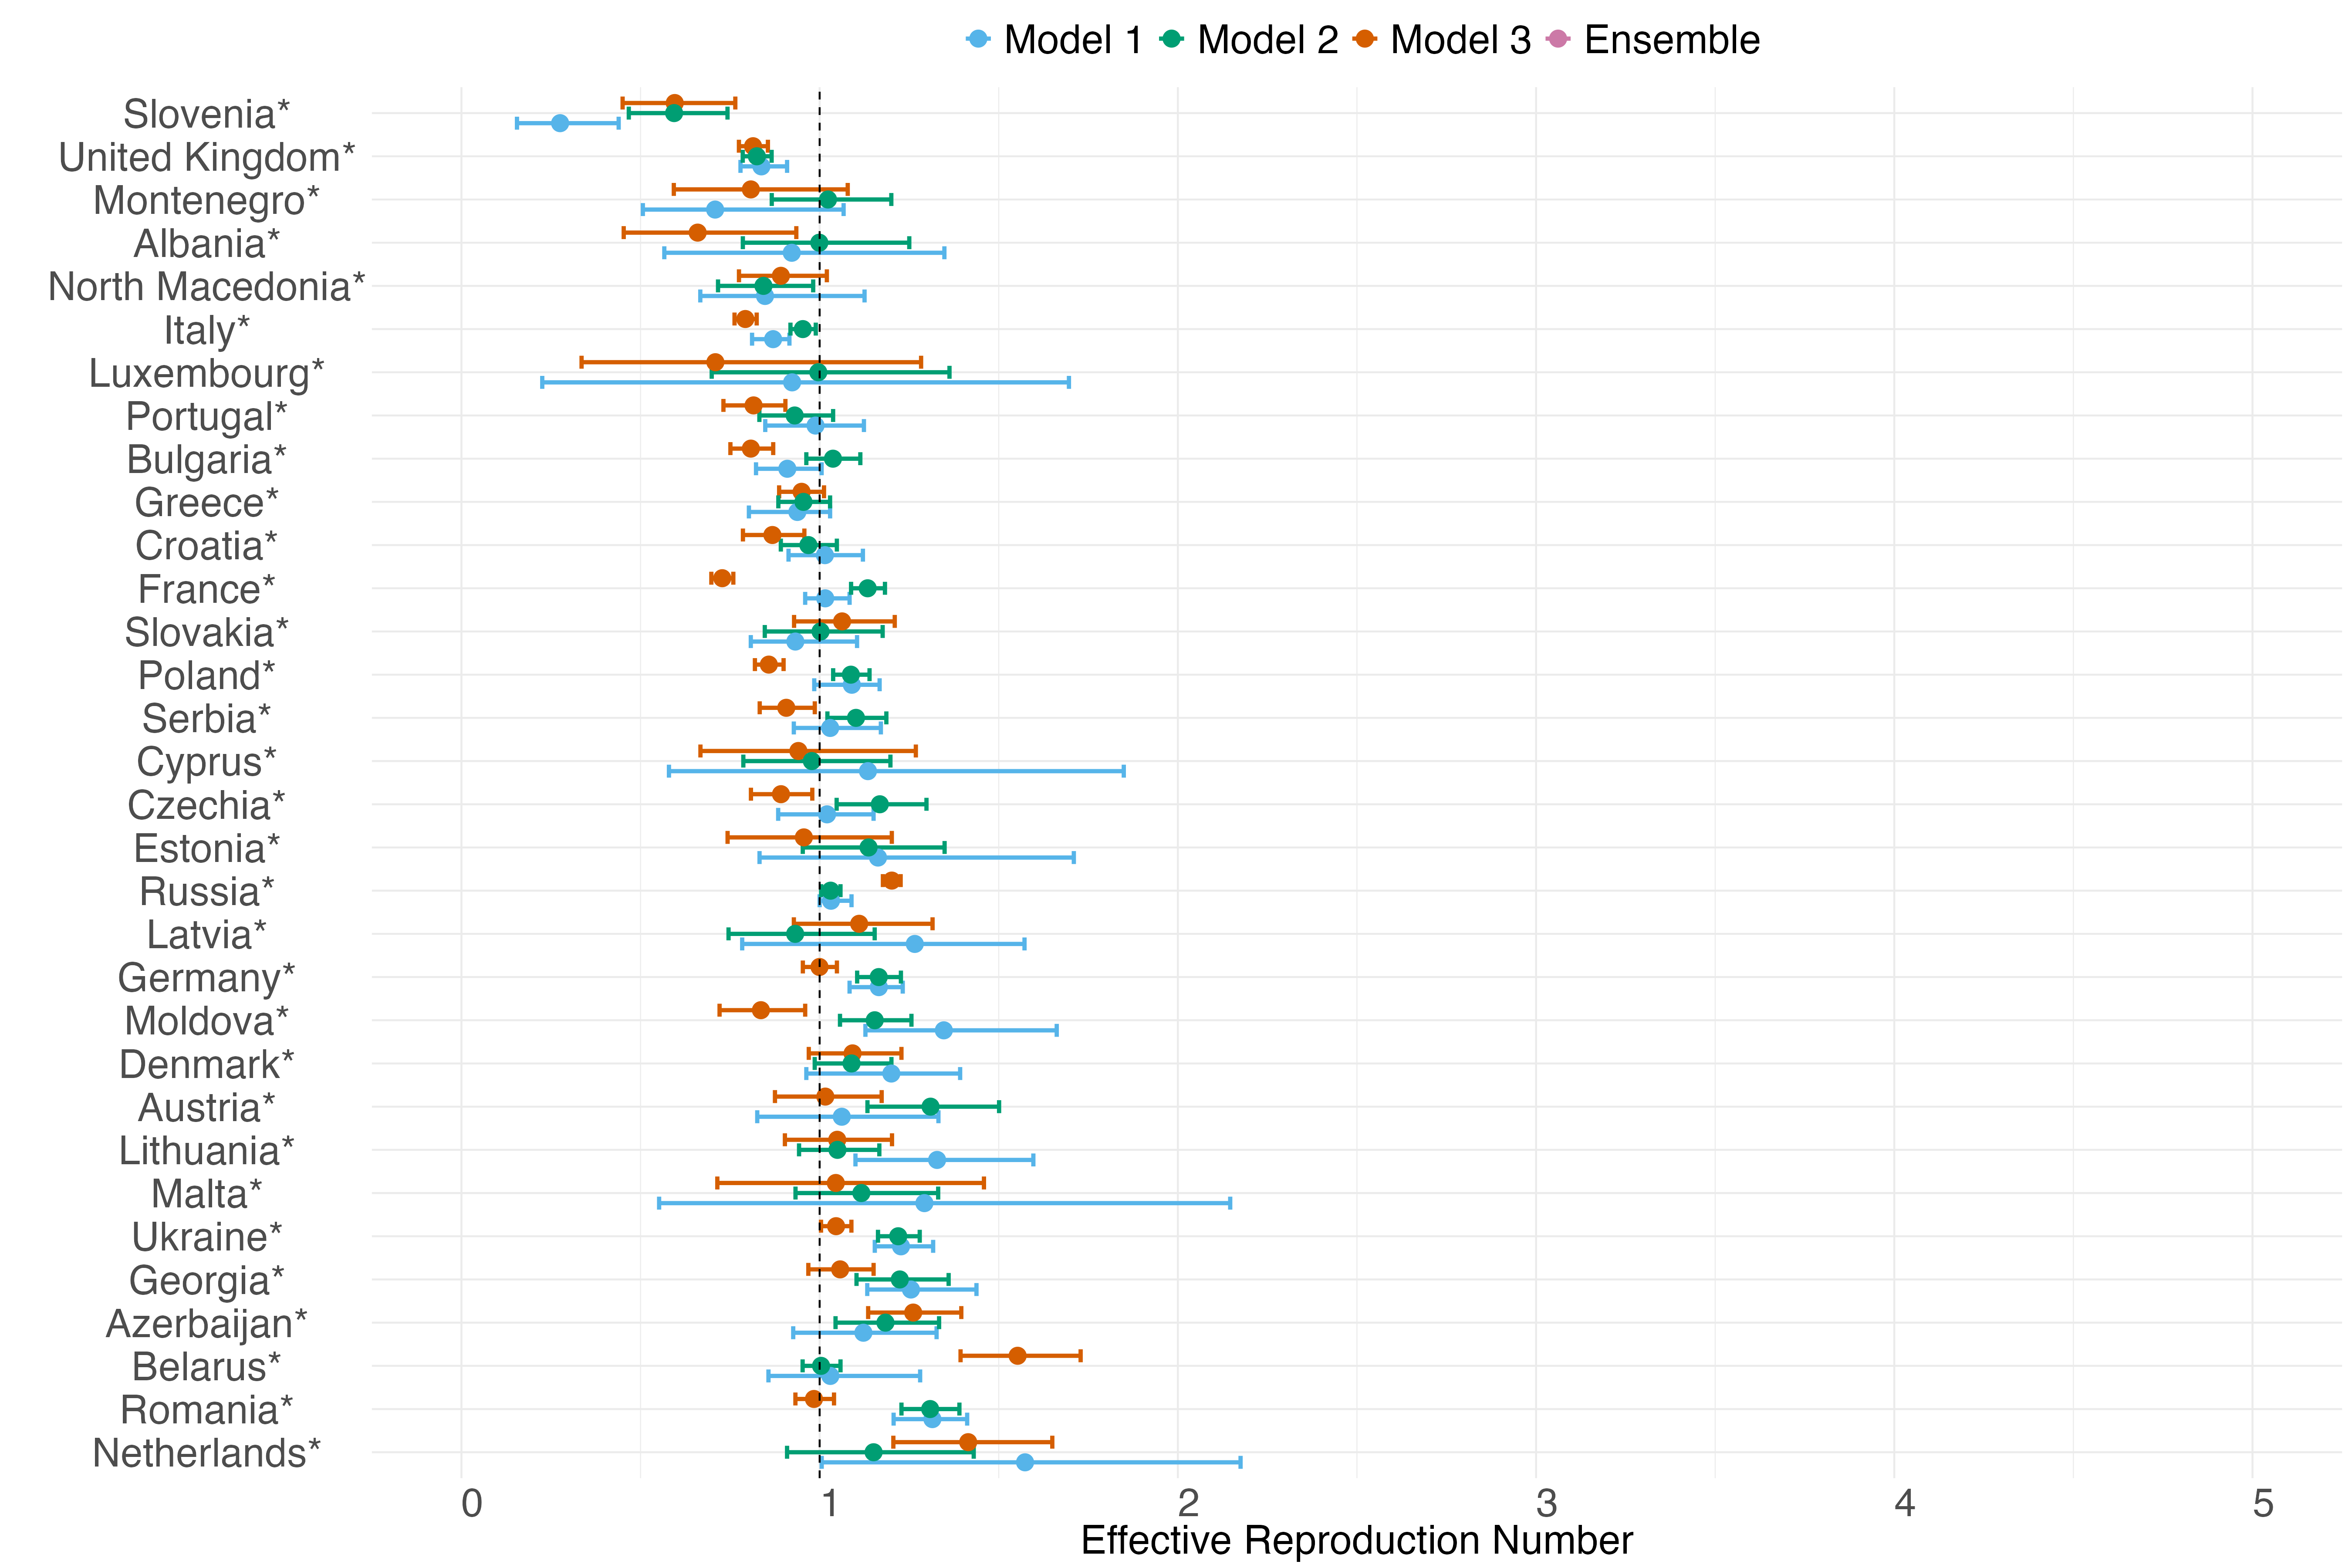 Model 1 Model 2 Model 3 Ensemble
Slovenia*
United Kingdom*
Montenegro*
Albania*
North Macedonia*
Italy*
Luxembourg*
Portugal*
Bulgaria*
Greece*
Croatia*
France*
Slovakia*
Poland*
Serbia*
Cyprus*
Czechia*
Estonia*
Russia*
Latvia*
Germany*
Moldova*
Denmark*
Austria*
Lithuania*
Malta*
Ukraine*
Georgia*
Azerbaijan*
Belarus*
Romania*
Netherlands*
0 1 2 3 4 5
Effective Reproduction Number